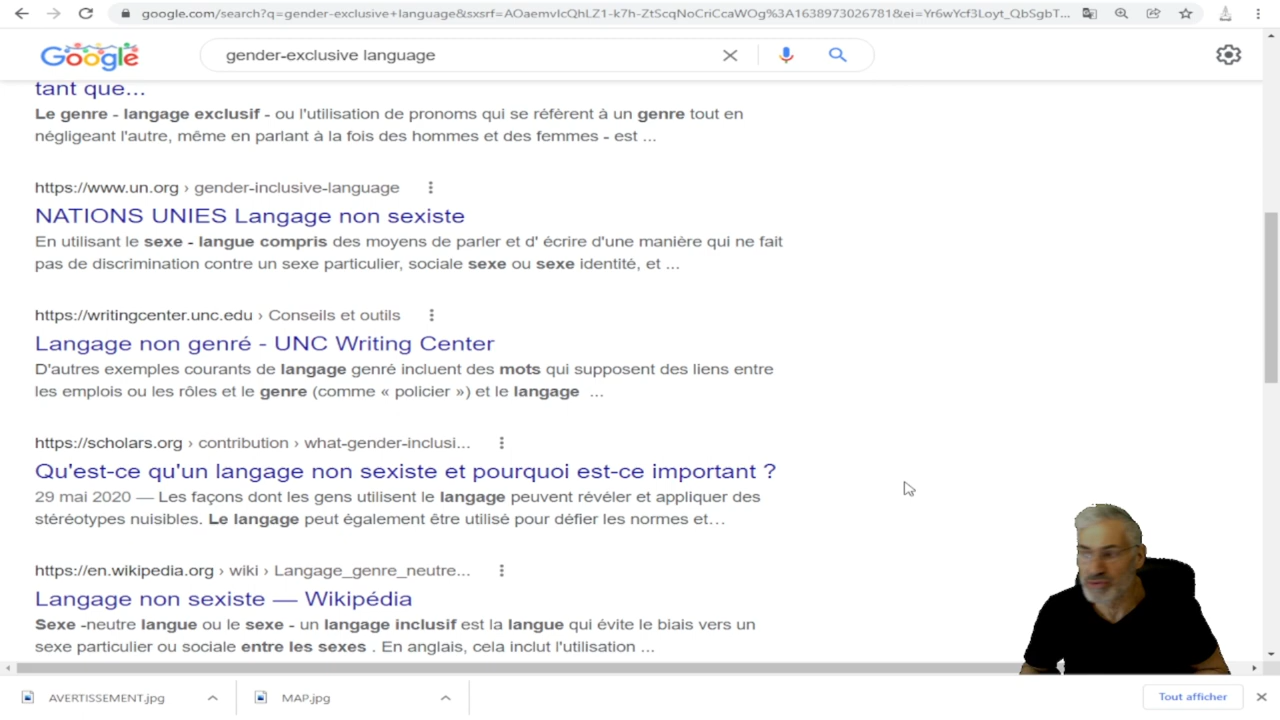 google.com/search?q=gender-exclusive+language&sxsrf=AOaemvIcQhLZ1-k7h-ZtScqNoCriCcaWOg%3A1638973026781&ei=Yr6wYcf3Loyt_QbSgbT...
Google
gender-exclusive language
tant que...
Le genre - langage exclusif - ou l'utilisation de pronoms qui se réfèrent à un genre tout en
négligeant l'autre, même en parlant à la fois des hommes et des femmes - est ...
https://www.un.org › gender-inclusive-language
NATIONS UNIES Langage non sexiste
En utilisant le sexe - langue compris des moyens de parler et d' écrire d'une manière qui ne fait
pas de discrimination contre un sexe particulier, sociale sexe ou sexe identité, et ...
https://writingcenter.unc.edu › Conseils et outils
Langage non genré - UNC Writing Center
D'autres exemples courants de langage genré incluent des mots qui supposent des liens entre
les emplois ou les rôles et le genre (comme « policier ») et le langage ...
https://scholars.org › contribution › what-gender-inclusi...
Qu'est-ce qu'un langage non sexiste et pourquoi est-ce important ?
29 mai 2020 — Les façons dont les gens utilisent le langage peuvent révéler et appliquer des
stéréotypes nuisibles. Le langage peut également être utilisé pour défier les normes et...
https://en.wikipedia.org › wiki › Langage_genre_neutre...
Langage non sexiste — Wikipédia
Sexe -neutre langue ou le sexe - un langage inclusif est la langue qui évite le biais vers un
sexe particulier ou sociale entre les sexes . En anglais, cela inclut l'utilisation ...
AVERTISSEMENT.jpg
MAP.jpg
Tout afficher